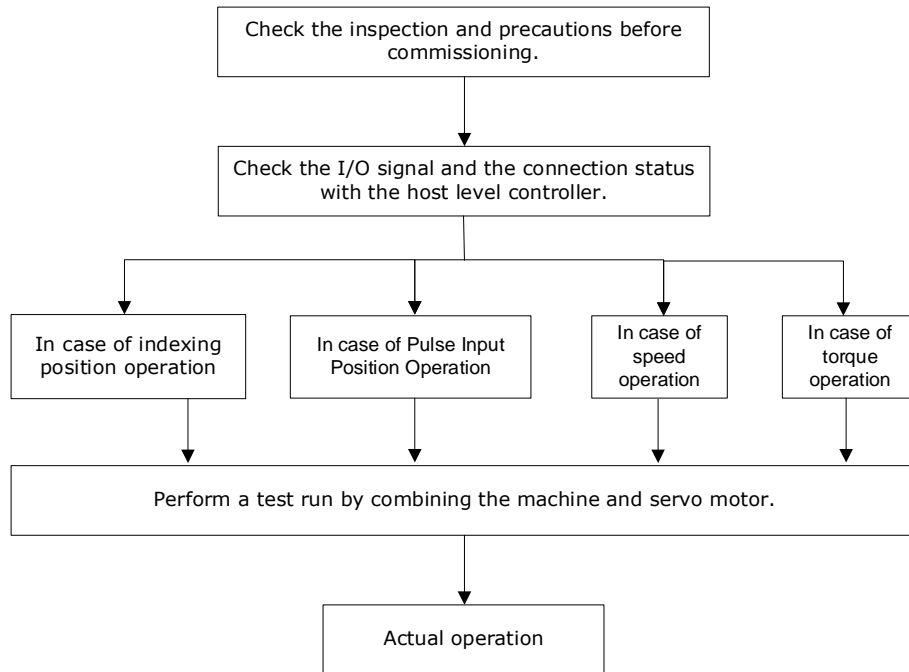 Check the inspection and precautions before
commissioning.
Check the I/O signal and the connection status
with the host level controller.
In case of indexing
position operation
In case of Pulse Input
Position Operation
In case of
speed
operation
In case of
torque
operation
Perform a test run by combining the machine and servo motor.
Actual operation